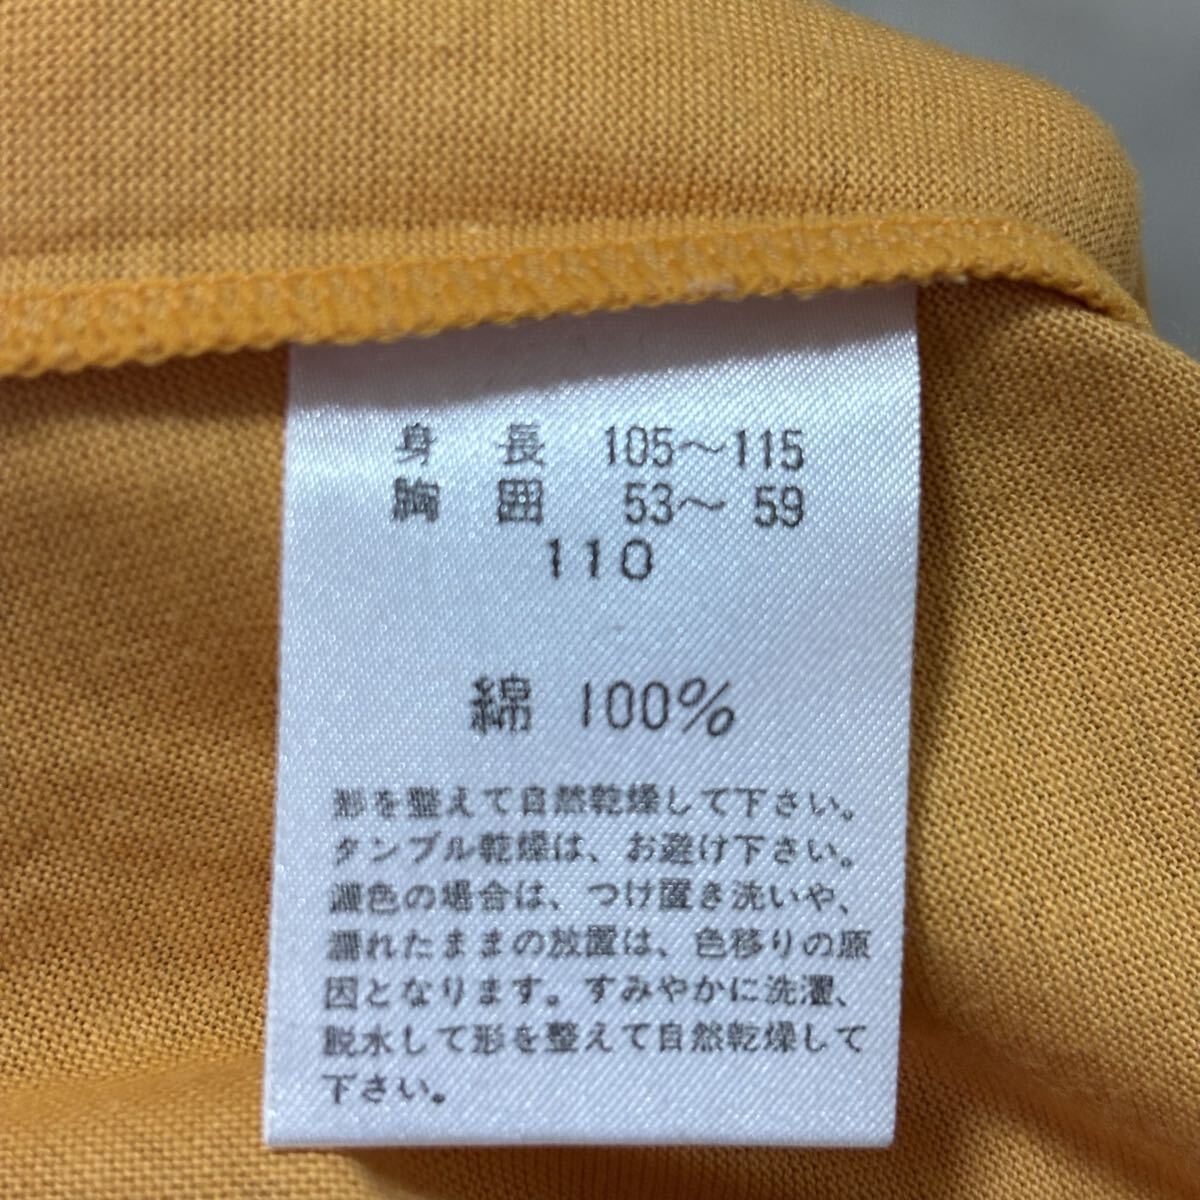 身 長 105～115
胸 囲 53～ 59
110
綿 100%
形を整えて自然乾燥して下さい。
タンブル乾燥は、お避け下さい。
濃色の場合は、つけ置き洗いや、
濡れたままの放置は、色移りの原
因となります。すみやかに洗濯、
脱水して形を整えて自然乾燥して
下さい。